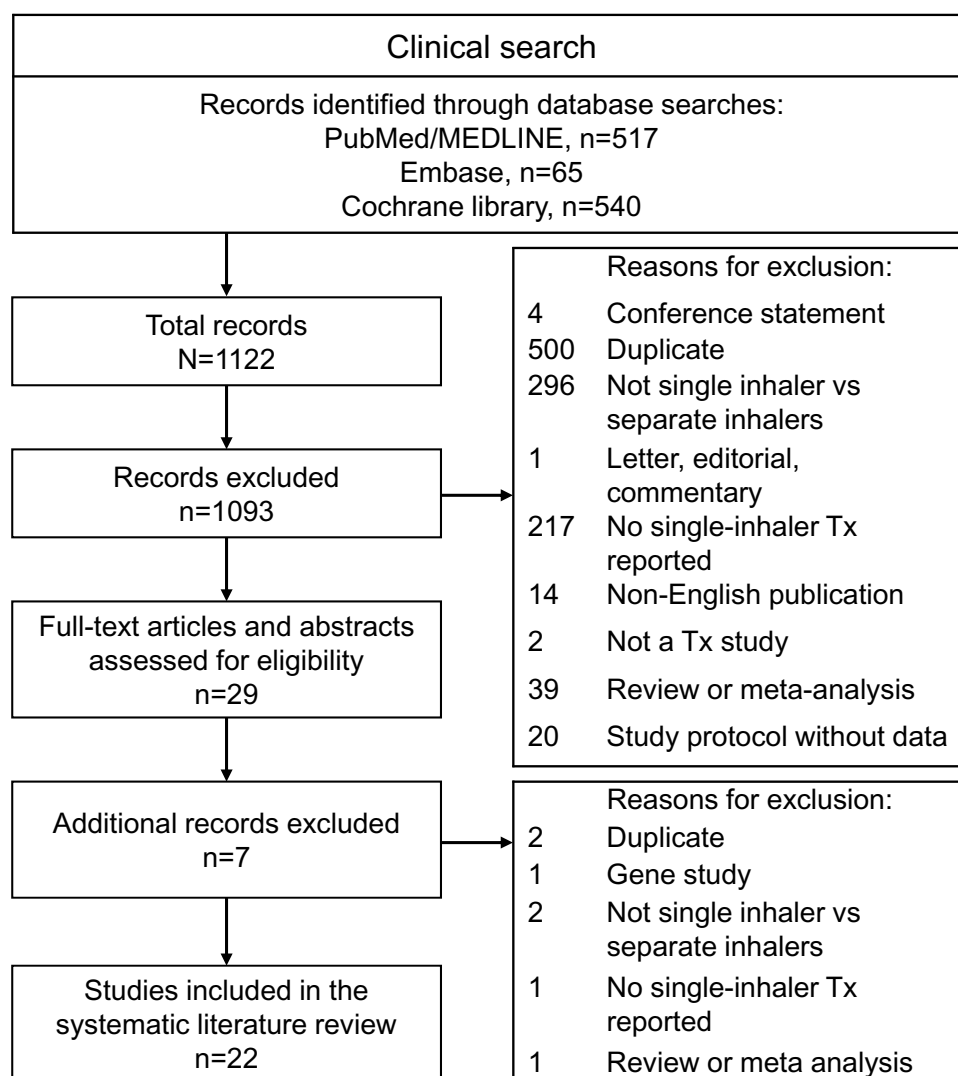 Clinical search
Records identified through database searches:
PubMed/MEDLINE, n=517
Embase, n=65
Cochrane library, n=540
Total records
N=1122
Records excluded
n=1093
Reasons for exclusion:
4 Conference statement
500 Duplicate
296 Not single inhaler vs
separate inhalers
1 Letter, editorial,
commentary
217 No single-inhaler Tx
reported
14 Non-English publication
2 Not a Tx study
39 Review or meta-analysis
20 Study protocol without data
Full-text articles and abstracts
assessed for eligibility
n=29
Additional records excluded
n=7
Reasons for exclusion:
2 Duplicate
1 Gene study
2 Not single inhaler vs
separate inhalers
1 No single-inhaler Tx
reported
1 Review or meta analysis
Studies included in the
systematic literature review
n=22